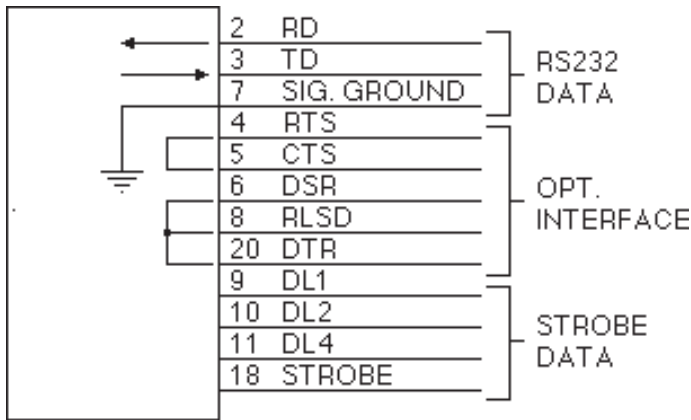 2 RD
3 TD
7 SIG. GROUND
RS232
DATA
4 RTS
5 CTS
6 DSR
8 RLSD
20 DTR
OPT.
INTERFACE
9 DL1
10 DL2
11 DL4
18 STROBE
STROBE
DATA